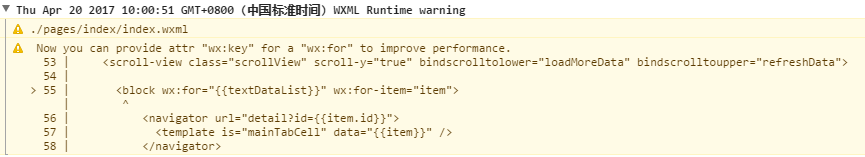 Thu Apr 20 2017 10:00:51 GMT+0800 (中国标准时间) WXML Runtime warning
./pages/index/index.wxml
Now you can provide attr "wx:key" for a "wx:for" to improve performance.
53 |     <scroll-view class="scrollView" scroll-y="true" bindscrolltolower="loadMoreData" bindscrolltoupper="refreshData">
54 |
> 55 |       <block wx:for="{{textDataList}}" wx:for-item="item">
|        ^
56 |           <navigator url="detail?id={{item.id}}">
57 |             <template is="mainTabCell" data="{{item}}" />
58 |           </navigator>